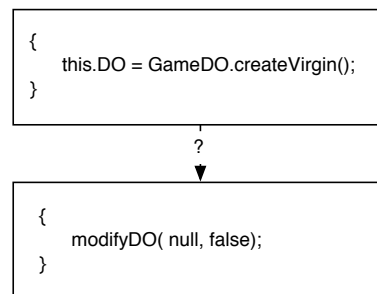 {
this.DO = GameDO.createVirgin();
}
?
{
modifyDO( null, false);
}